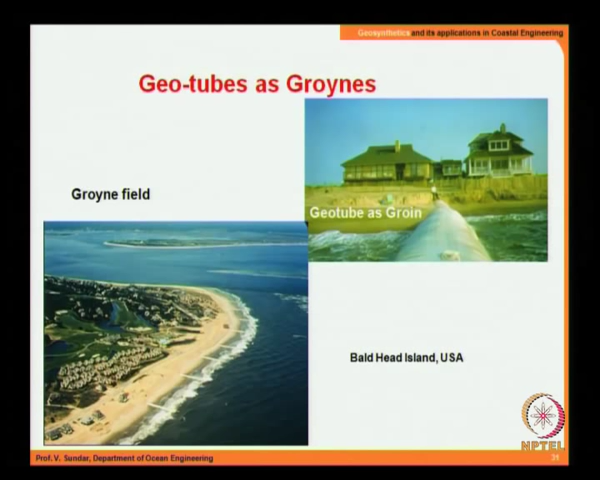 Geosynthetics and its applications in Coastal Engineering
Geo-tubes as Groynes
Groyne field
Geotube as Groin
Bald Head Island, USA
NPTEL
Prof. V. Sundar, Department of Ocean Engineering
31